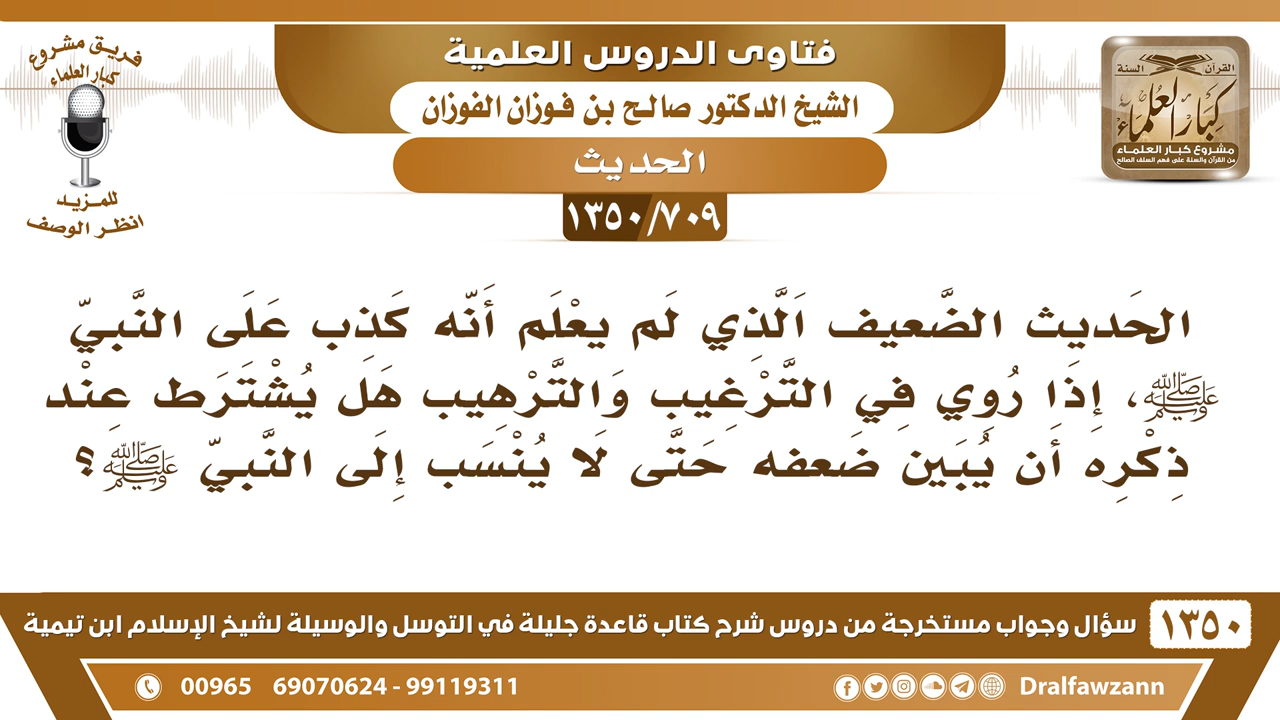 فتاوى الدروس العلمية
الشيخ الدكتور صالح بن فوزان الفوزان
الحديث
١٣٥٠/٧٠٩
فريق مشروع
كبار العلماء
للمزيد
انظر الوصف
القرآن السنة
كبار العلماء
مشروع كبار العلماء
من القرآن والسنة على فهم السلف الصالح
الحَديث الضَّعيف اَلَّذي لَم يعْلَم أَنَّه كَذب عَلَى النَّبيّ
ﷺ، إِذَا رُوِي فِي التَّرْغِيب وَالتَّرْهِيب هَل يُشْتَرَط عِنْد
ذِكْرِه أَن يُبَين ضَعفه حَتَّى لَا يُنْسَب إِلَى النَّبيّ ﷺ؟
١٣٥٠ سؤال وجواب مستخرجة من دروس شرح كتاب قاعدة جليلة في التوسل والوسيلة لشيخ الإسلام ابن تيمية
00965 69070624 - 99119311
Dralfawzann